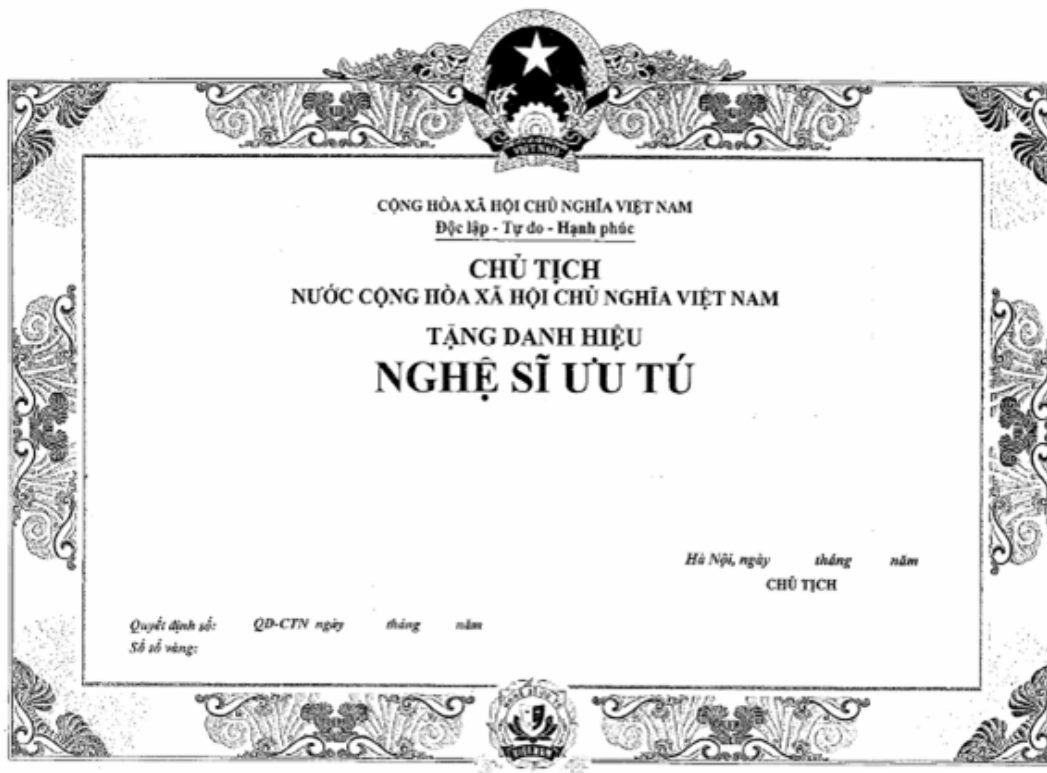 VIỆT NAM
CỘNG HÒA XÃ HỘI CHỦ NGHĨA VIỆT NAM
Độc lập - Tự do - Hạnh phúc
CHỦ TỊCH
NƯỚC CỘNG HÒA XÃ HỘI CHỦ NGHĨA VIỆT NAM
TẶNG DANH HIỆU
NGHỆ SĨ ƯU TÚ
Hà Nội, ngày tháng năm
CHỦ TỊCH
Quyết định số: QĐ-CTN ngày tháng năm
Số sổ vàng: